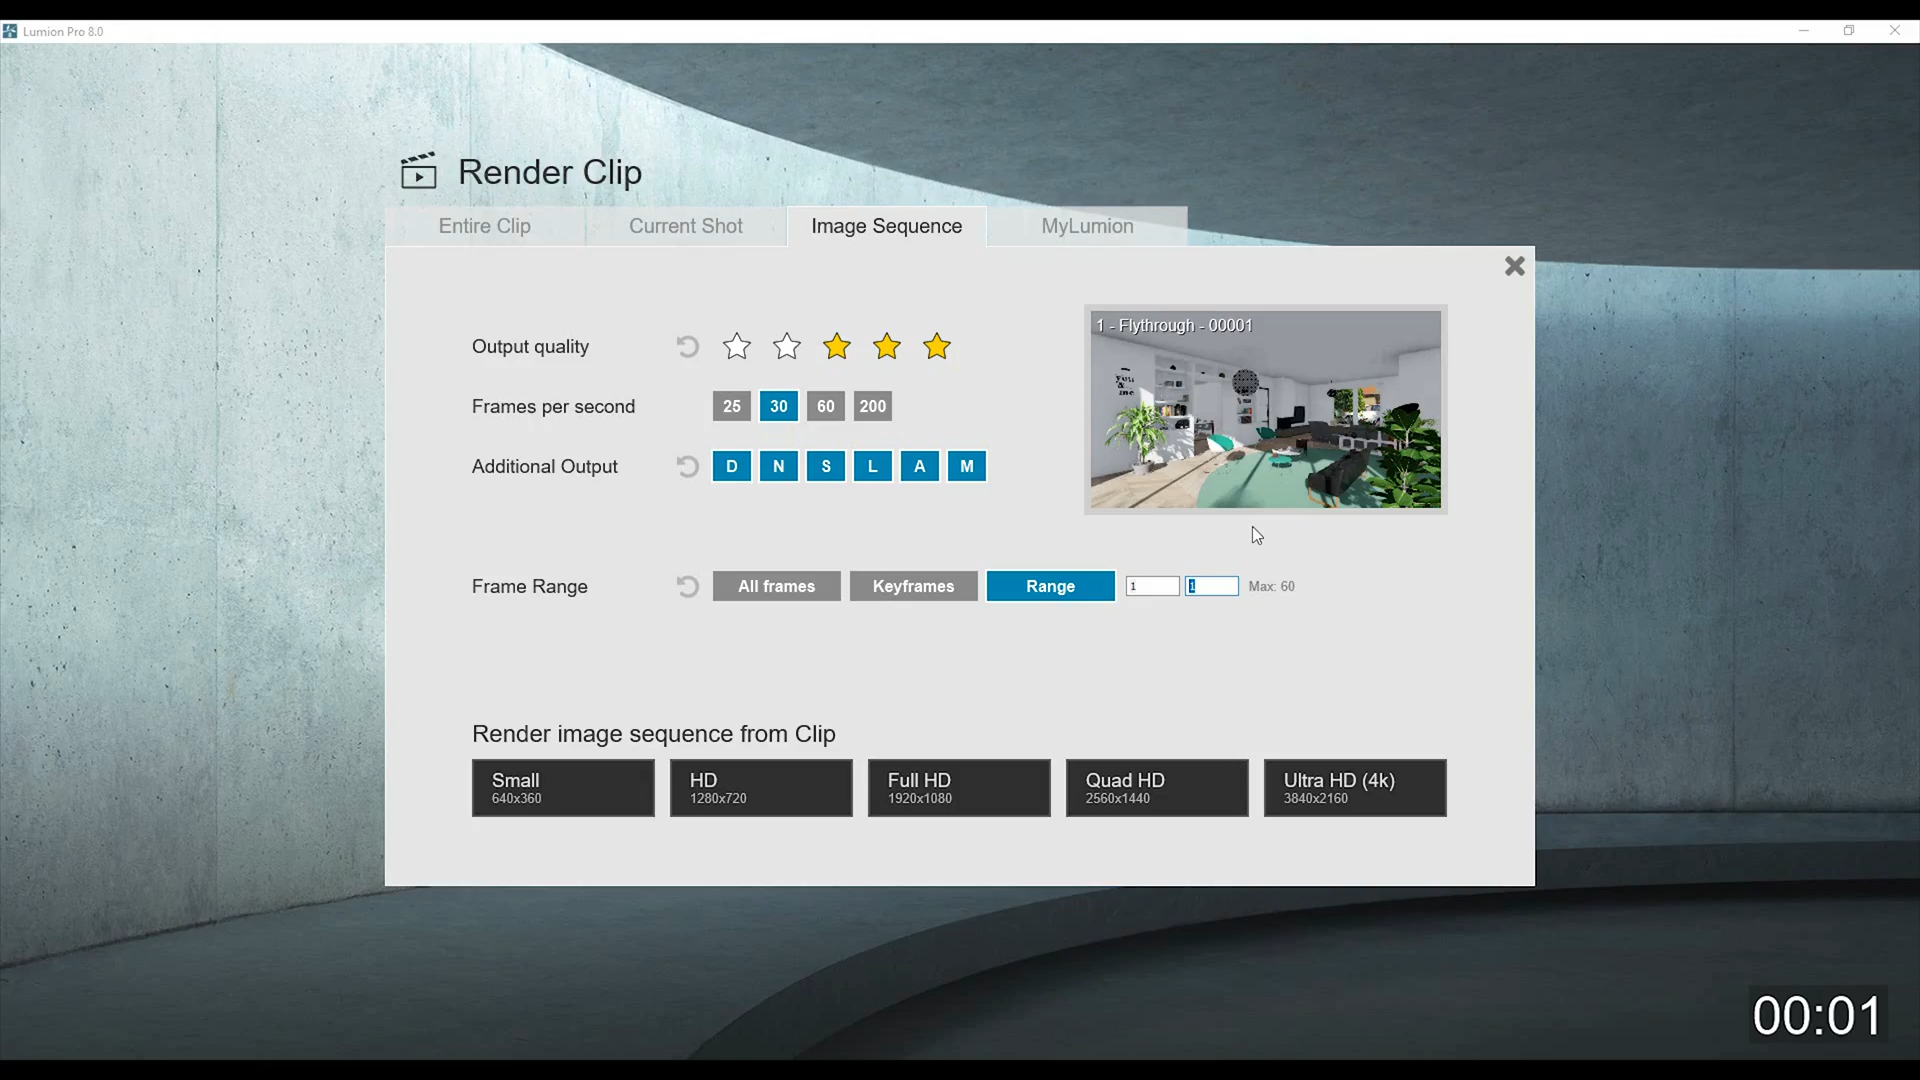 Lumion Pro 8.0
Render Clip
Entire Clip
Current Shot
Image Sequence
MyLumion
Output quality
1 - Flythrough - 00001
you
&
me
Frames per second
25
30
60
200
Additional Output
D
N
S
L
A
M
Frame Range
All frames
Keyframes
Range
1
1
Max: 60
Render image sequence from Clip
Small
640x360
HD
1280x720
Full HD
1920x1080
Quad HD
2560x1440
Ultra HD (4k)
3840x2160
00:01